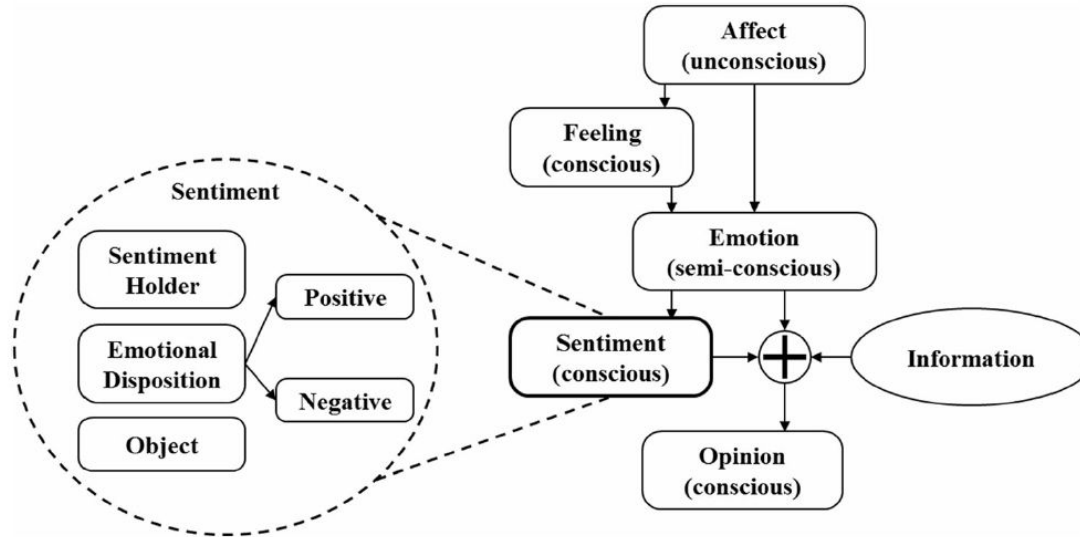 Affect
(unconscious)
Feeling
(conscious)
Sentiment
Emotion
(semi-conscious)
Sentiment
Holder
Positive
Emotional
Disposition
Negative
Object
Sentiment
(conscious)
Information
Opinion
(conscious)